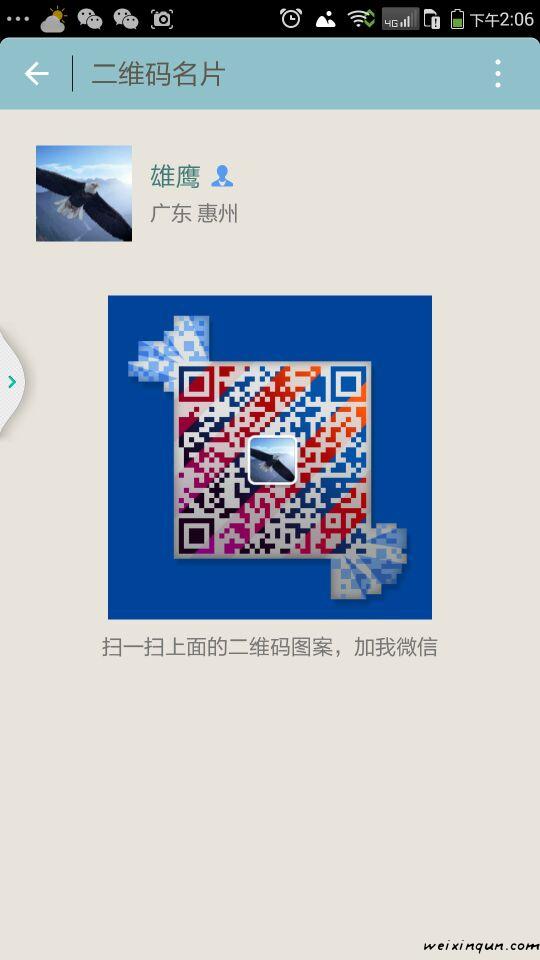 4G
下午2:06
二维码名片
雄鹰
广东 惠州
扫一扫上面的二维码图案，加我微信
weixinqun.com